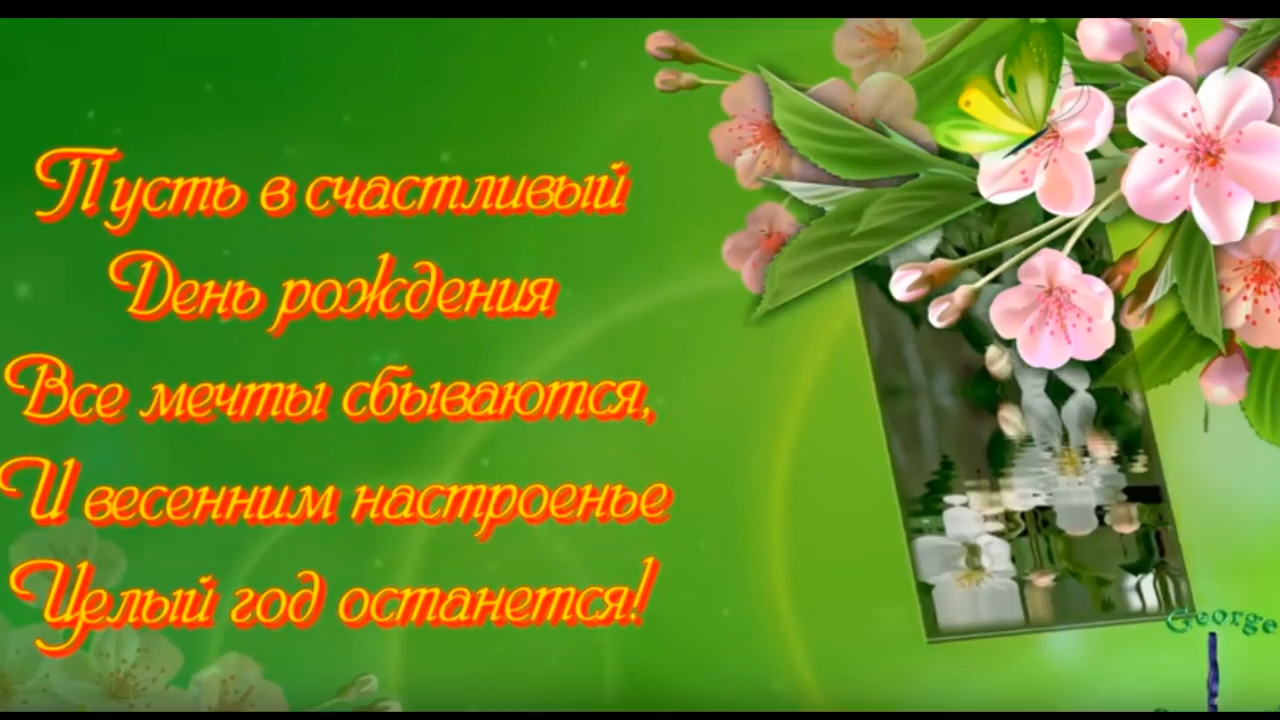 Пусть в счастливый
День рождения
Все мечты сбываются,
И весенним настроенье
Целый год останется!
George